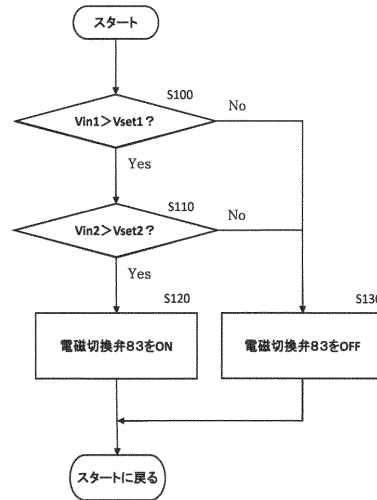 スタート
S100
Vin1>Vset1?
No
Yes
S110
Vin2>Vset2?
No
Yes
S120
電磁切換弁83をON
S130
電磁切換弁83をOFF
スタートに戻る